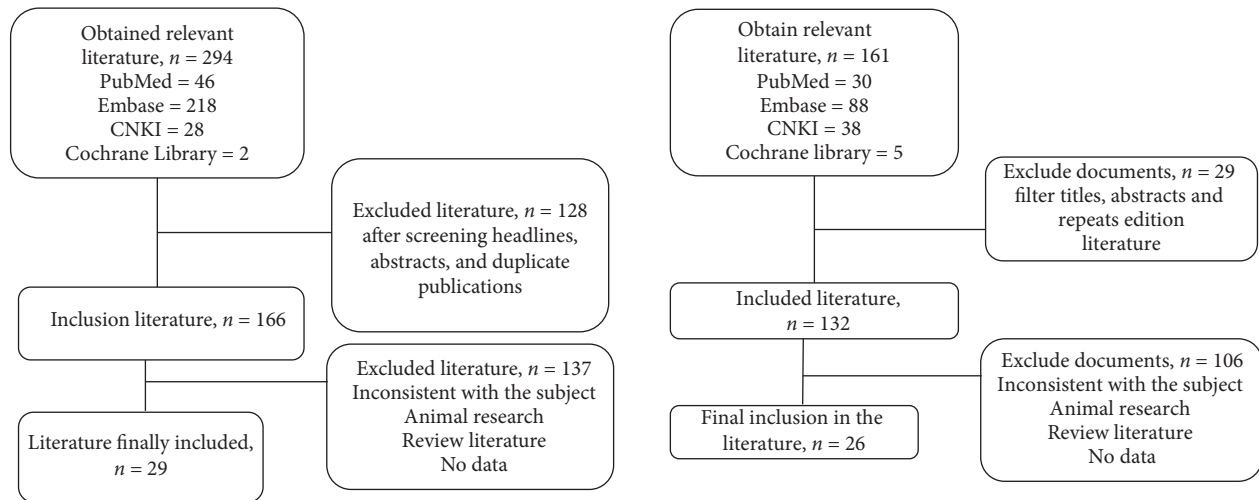 Obtained relevant
literature, n = 294
PubMed = 46
Embase = 218
CNKI = 28
Cochrane Library = 2
Excluded literature, n = 128
after screening headlines,
abstracts, and duplicate
publications
Inclusion literature, n = 166
Excluded literature, n = 137
Inconsistent with the subject
Animal research
Review literature
No data
Literature finally included,
n = 29
Obtain relevant
literature, n = 161
PubMed = 30
Embase = 88
CNKI = 38
Cochrane library = 5
Exclude documents, n = 29
filter titles, abstracts and
repeats edition
literature
Included literature,
n = 132
Exclude documents, n = 106
Inconsistent with the subject
Animal research
Review literature
No data
Final inclusion in the
literature, n = 26